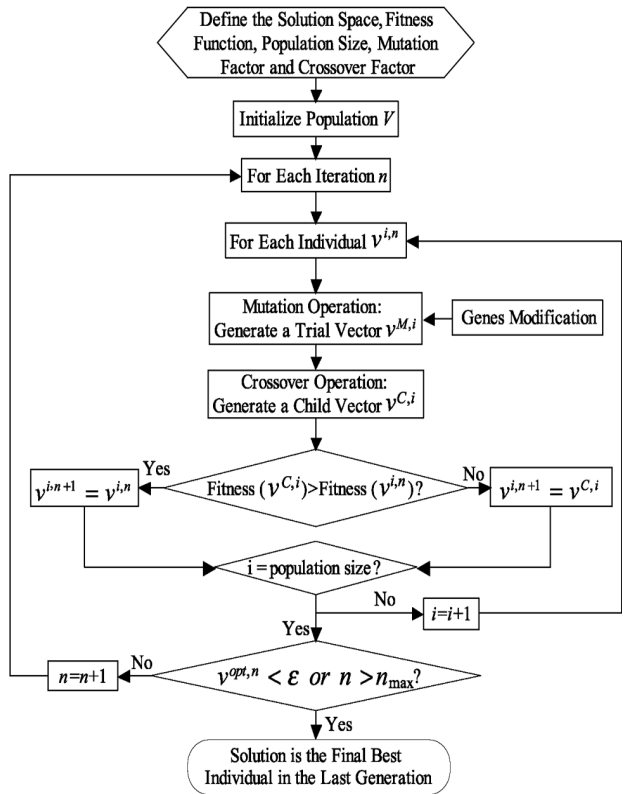 Define the Solution Space, Fitness
Function, Population Size, Mutation
Factor and Crossover Factor
Initialize Population V
For Each Iteration n
For Each Individual v^{i,n}
Mutation Operation:
Generate a Trial Vector v^{M,i}
Genes Modification
Crossover Operation:
Generate a Child Vector v^{C,i}
Yes
No
v^{i,n+1} = v^{i,n}
Fitness (v^{C,i})>Fitness (v^{i,n})?
v^{i,n+1} = v^{C,i}
i = population size?
No
i=i+1
Yes
n=n+1
No
v^{opt,n} < ε or n > n_{max}?
Yes
Solution is the Final Best
Individual in the Last Generation